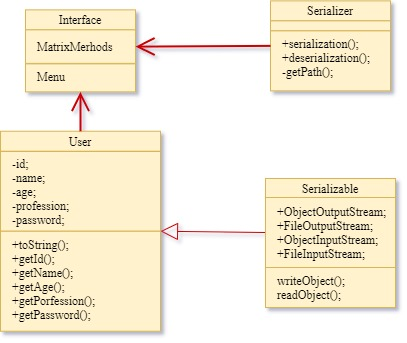 Interface
MatrixMerhods
Menu
Serializer
+serialization();
+deserialization();
-getPath();
User
-id;
-name;
-age;
-profession;
-password;
+toString();
+getId();
+getName();
+getAge();
+getPorfession();
+getPassword();
Serializable
+ObjectOutputStream;
+FileOutputStream;
+ObjectInputStream;
+FileInputStream;
writeObject();
readObject();